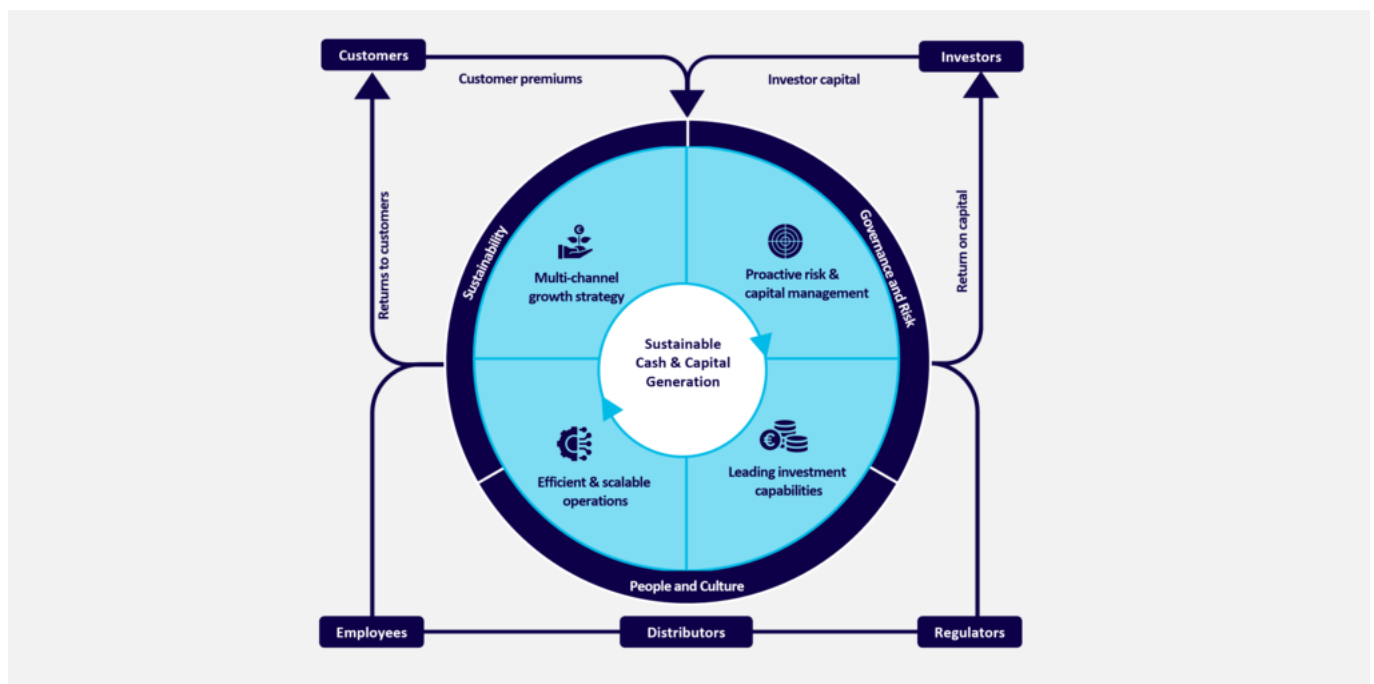 Customers
Investors
Customer premiums
Investor capital
Returns to customers
Return on capital
Sustainability
Governance and Risk
Multi-channel
growth strategy
Proactive risk &
capital management
Sustainable
Cash & Capital
Generation
Efficient & scalable
operations
Leading investment
capabilities
People and Culture
Employees
Distributors
Regulators